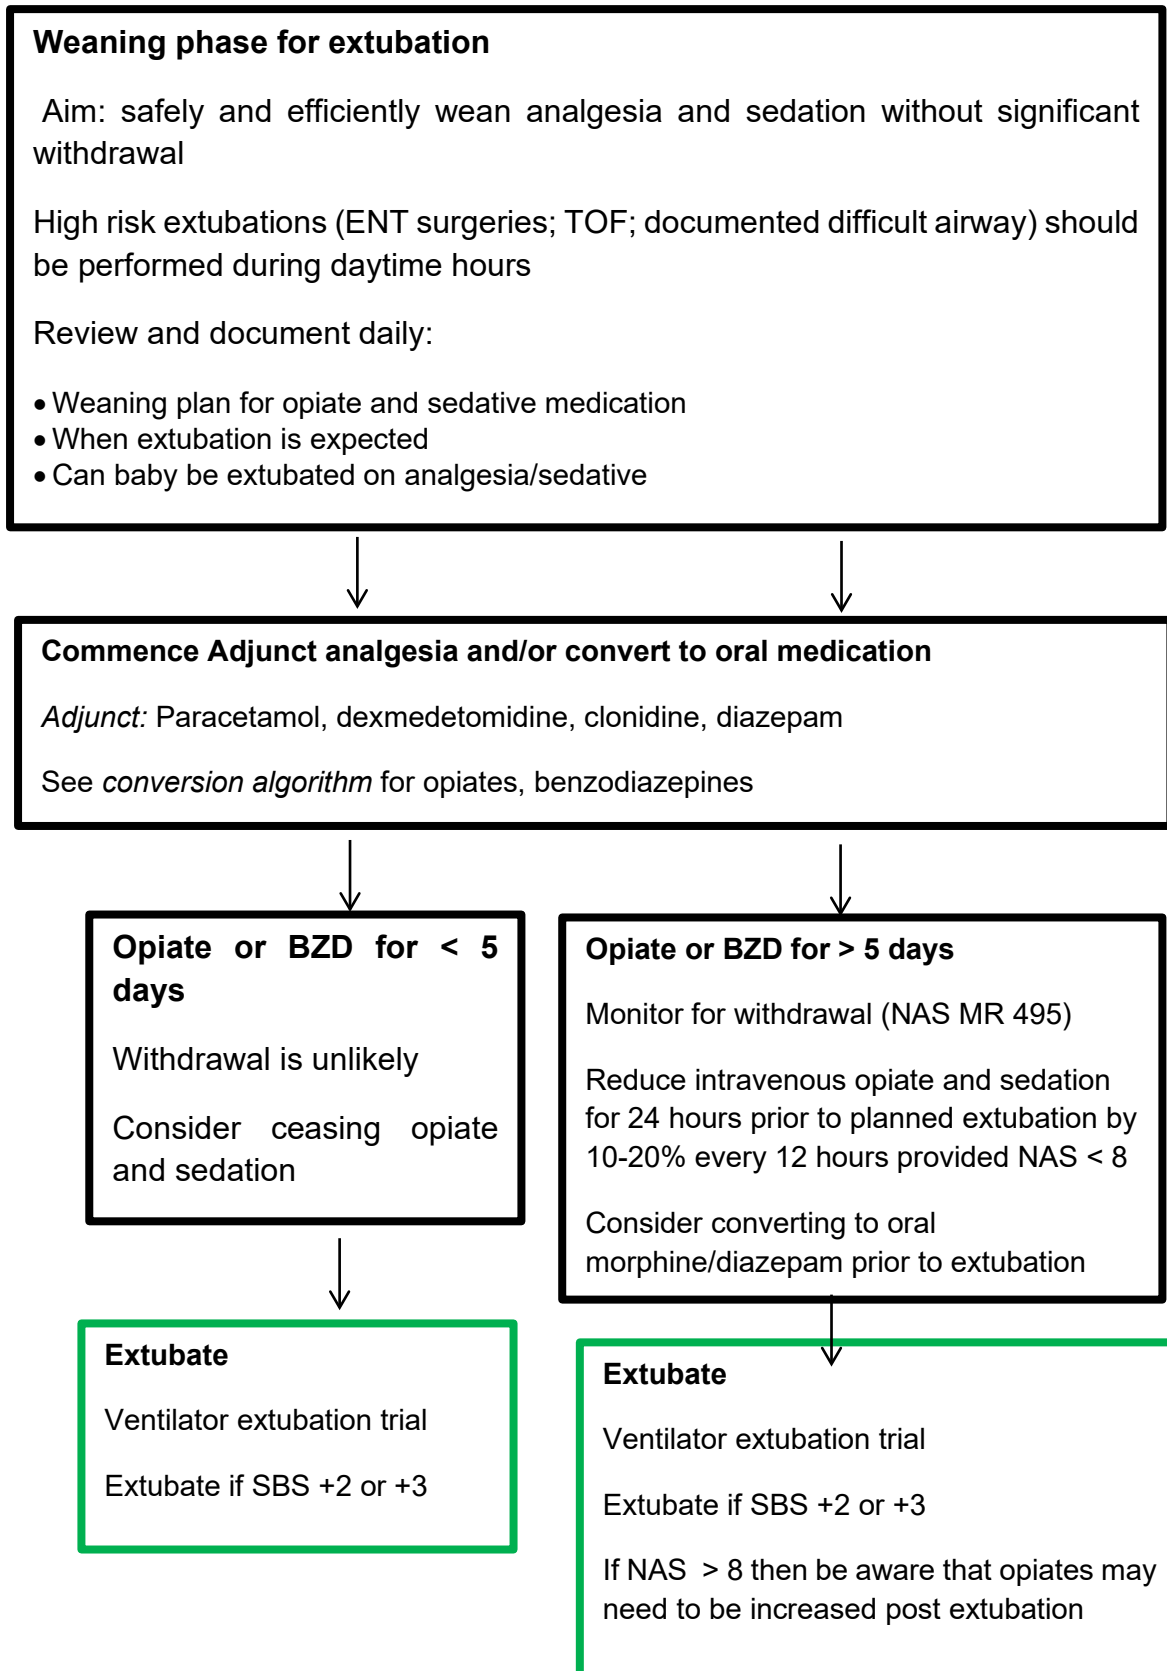 Weaning phase for extubation
Aim: safely and efficiently wean analgesia and sedation without significant
withdrawal
High risk extubations (ENT surgeries; TOF; documented difficult airway) should
be performed during daytime hours
Review and document daily:
• Weaning plan for opiate and sedative medication
• When extubation is expected
• Can baby be extubated on analgesia/sedative
Commence Adjunct analgesia and/or convert to oral medication
Adjunct: Paracetamol, dexmedetomidine, clonidine, diazepam
See conversion algorithm for opiates, benzodiazepines
Opiate or BZD for < 5
days
Withdrawal is unlikely
Consider ceasing opiate
and sedation
Opiate or BZD for > 5 days
Monitor for withdrawal (NAS MR 495)
Reduce intravenous opiate and sedation
for 24 hours prior to planned extubation by
10-20% every 12 hours provided NAS < 8
Consider converting to oral
morphine/diazepam prior to extubation
Extubate
Ventilator extubation trial
Extubate if SBS +2 or +3
Extubate
Ventilator extubation trial
Extubate if SBS +2 or +3
If NAS > 8 then be aware that opiates may
need to be increased post extubation